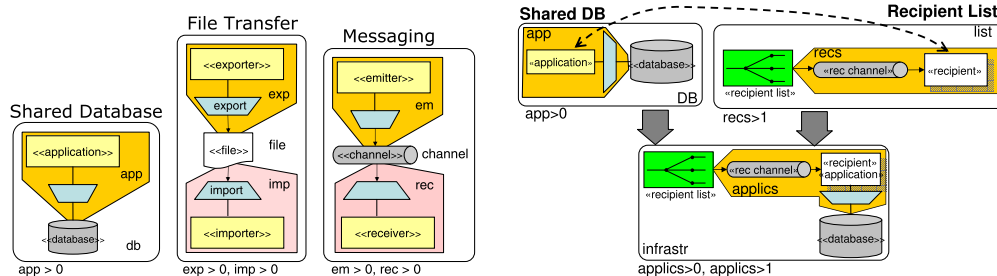 Shared Database
<<application>>
app
<<database>>
db
app > 0
File Transfer
<<exporter>>
exp
export
<<file>>
file
imp
import
<<importer>>
exp > 0, imp > 0
Messaging
<<emitter>>
em
<<channel>>
channel
rec
<<receiver>>
em > 0, rec > 0
Shared DB
app
«application»
<<database>>
DB
app>0
Recipient List
list
recs
«rec channel»
«recipient»
«recipient list»
recs>1
«rec channel»
«recipient»
«application»
«recipient list»
applics
<<database>>
infrastr
applics>0, applics>1